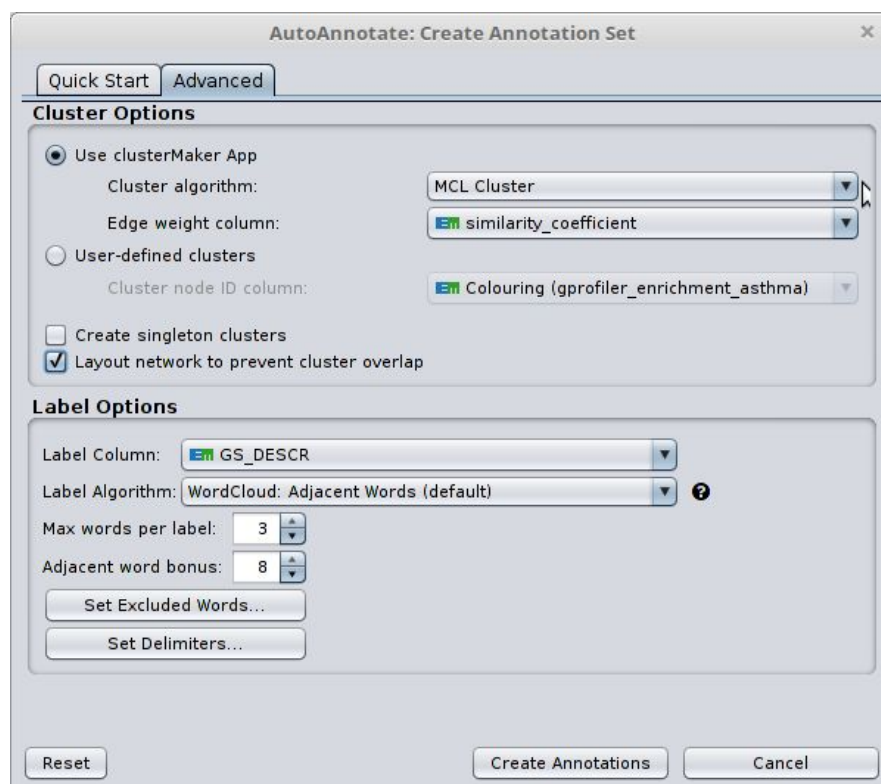 AutoAnnotate: Create Annotation Set
Quick Start Advanced
Cluster Options
Use clusterMaker App
Cluster algorithm: MCL Cluster
Edge weight column: Em similarity_coefficient
User-defined clusters
Cluster node ID column: Em Colouring (gprofiler_enrichment_asthma)
Create singleton clusters
Layout network to prevent cluster overlap
Label Options
Label Column: Em GS_DESCR
Label Algorithm: WordCloud: Adjacent Words (default) ?
Max words per label: 3
Adjacent word bonus: 8
Set Excluded Words...
Set Delimiters...
Reset Create Annotations Cancel